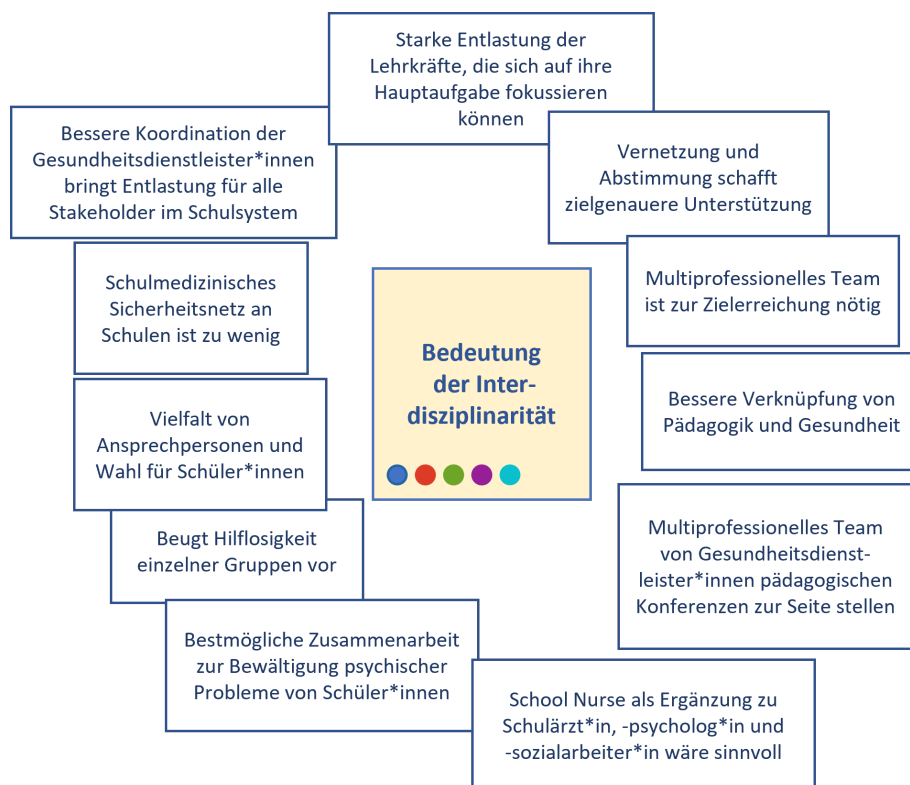 Starke Entlastung der
Lehrkräfte, die sich auf ihre
Hauptaufgabe fokussieren
können
Bessere Koordination der
Gesundheitsdienstleister*innen
bringt Entlastung für alle
Stakeholder im Schulsystem
Vernetzung und
Abstimmung schafft
zielgenauere Unterstützung
Schulmedizinisches
Sicherheitsnetz an
Schulen ist zu wenig
Multiprofessionelles Team
ist zur Zielerreichung nötig
Bedeutung
der Inter-
disziplinarität
Bessere Verknüpfung von
Pädagogik und Gesundheit
Vielfalt von
Ansprechpersonen und
Wahl für Schüler*innen
Multiprofessionelles Team
von Gesundheitsdienst-
leister*innen pädagogischen
Konferenzen zur Seite stellen
Beugt Hilflosigkeit
einzelner Gruppen vor
Bestmögliche Zusammenarbeit
zur Bewältigung psychischer
Probleme von Schüler*innen
School Nurse als Ergänzung zu
Schulärzt*in, -psycholog*in und
-sozialarbeiter*in wäre sinnvoll